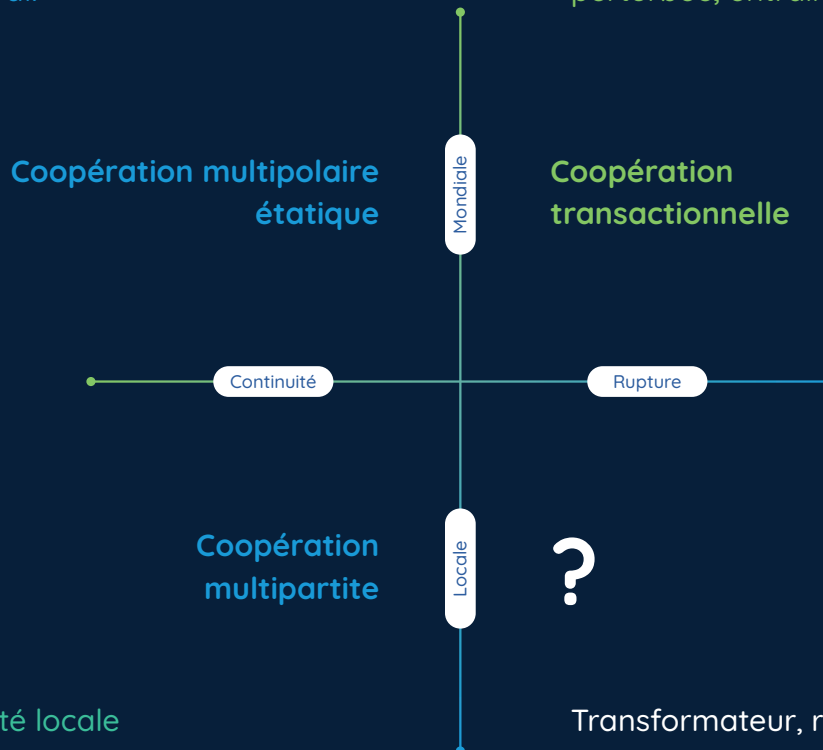 Coopération multipolaire
étatique
Mondiale
Coopération
transactionnelle
Continuité
Rupture
Coopération
multipartite
Locale
?
té locale
Transformateur, r